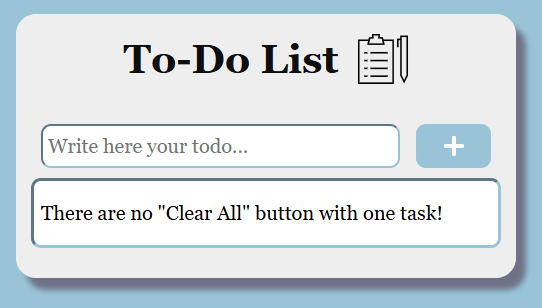 To-Do List
Write here your todo...
There are no "Clear All" button with one task!